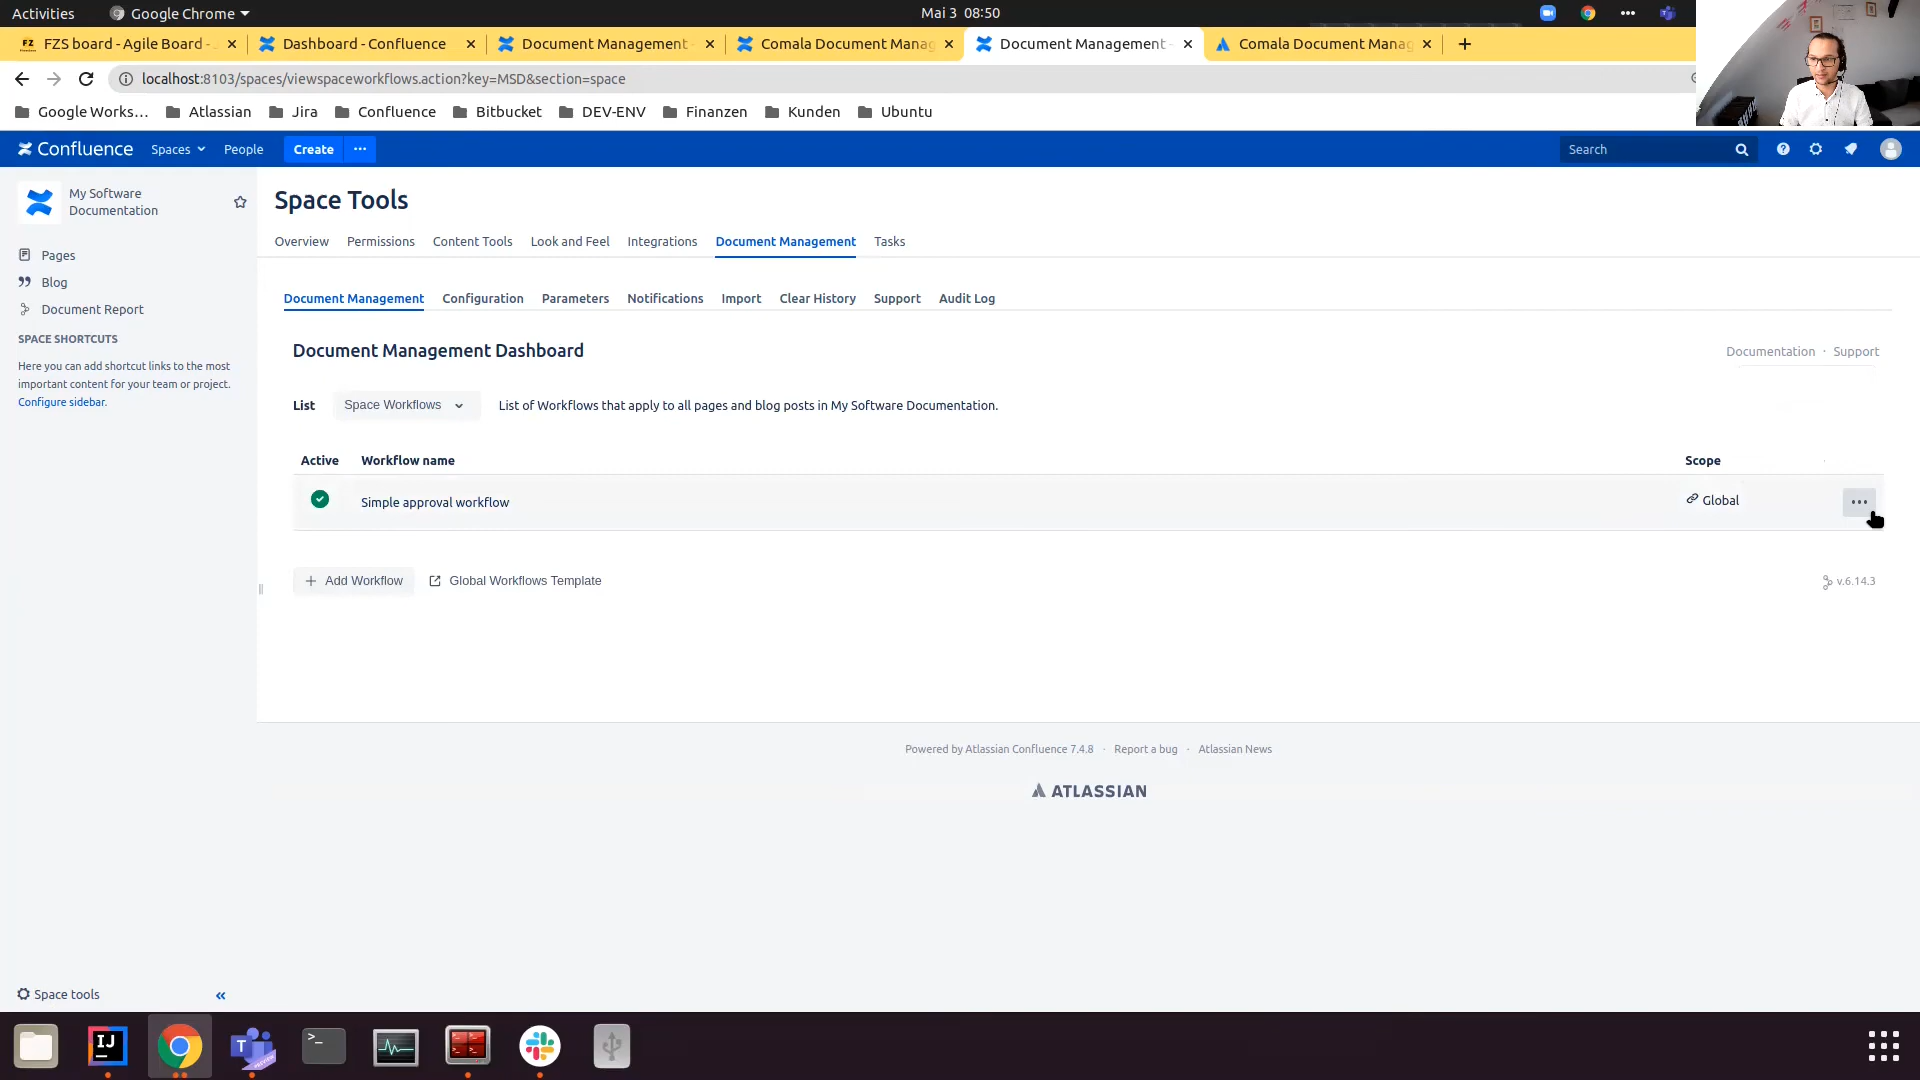 Activities
Google Chrome
Mai 3 08:50
FZ
FZS board - Agile Board -
Dashboard - Confluence
Document Management -
Comala Document Manag
Document Management -
Comala Document Manag
localhost:8103/spaces/viewspaceworkflows.action?key=MSD&section=space
Google Works...
Atlassian
Jira
Confluence
Bitbucket
DEV-ENV
Finanzen
Kunden
Ubuntu
Confluence
Spaces
People
Create
Search
My Software
Documentation
Pages
Blog
Document Report
SPACE SHORTCUTS
Here you can add shortcut links to the most
important content for your team or project.
Configure sidebar.
Space tools
Space Tools
Overview
Permissions
Content Tools
Look and Feel
Integrations
Document Management
Tasks
Document Management
Configuration
Parameters
Notifications
Import
Clear History
Support
Audit Log
Document Management Dashboard
Documentation · Support
List
Space Workflows
List of Workflows that apply to all pages and blog posts in My Software Documentation.
Active
Workflow name
Scope
Simple approval workflow
Global
Add Workflow
Global Workflows Template
v.6.14.3
Powered by Atlassian Confluence 7.4.8 · Report a bug · Atlassian News
ATLASSIAN
IJ
T